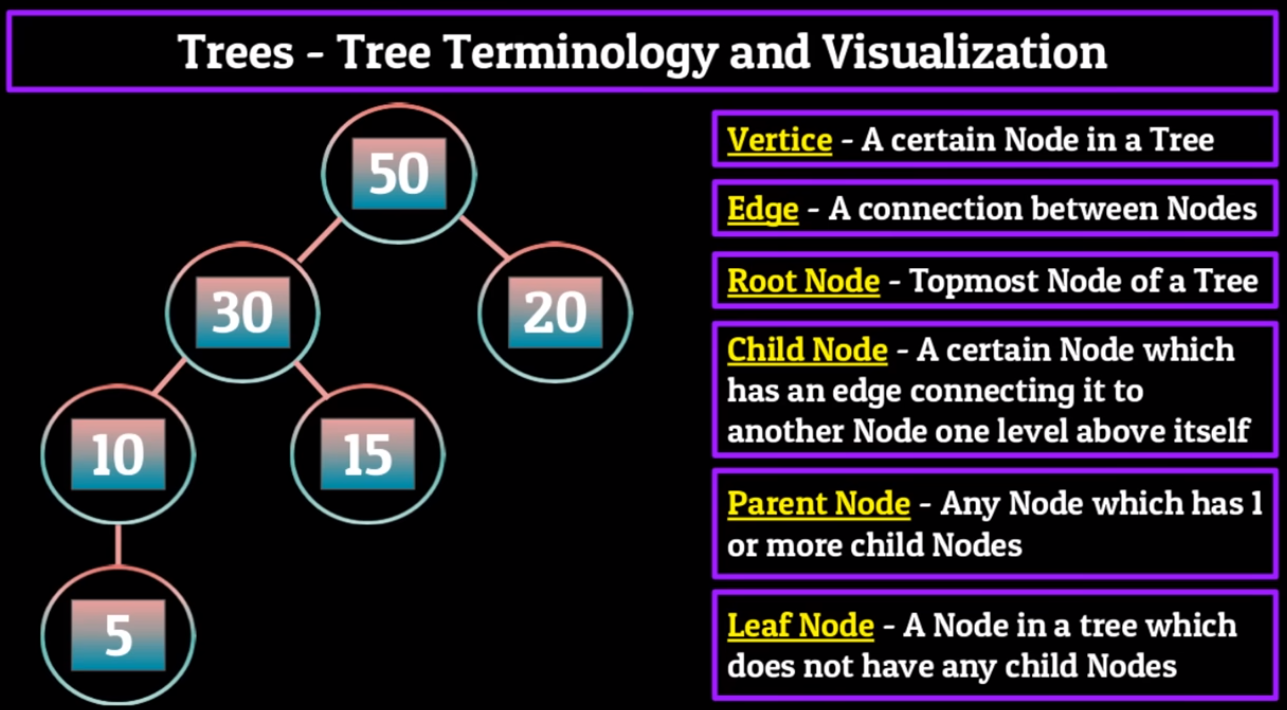 Trees - Tree Terminology and Visualization
50
30
20
10
15
5
Vertice - A certain Node in a Tree
Edge - A connection between Nodes
Root Node - Topmost Node of a Tree
Child Node - A certain Node which
has an edge connecting it to
another Node one level above itself
Parent Node - Any Node which has 1
or more child Nodes
Leaf Node - A Node in a tree which
does not have any child Nodes